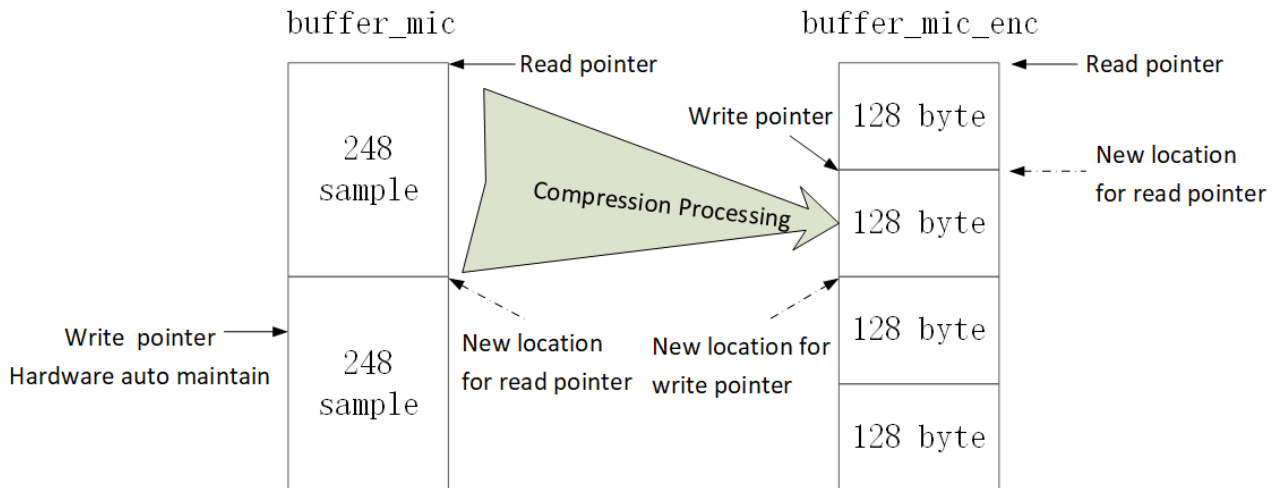 buffer_mic
buffer_mic_enc
Read pointer
Read pointer
248
sample
Write pointer
128 byte
New location
for read pointer
Compression Processing
128 byte
Write  pointer
Hardware auto maintain
248
sample
New location
for read pointer
New location for
write pointer
128 byte
128 byte